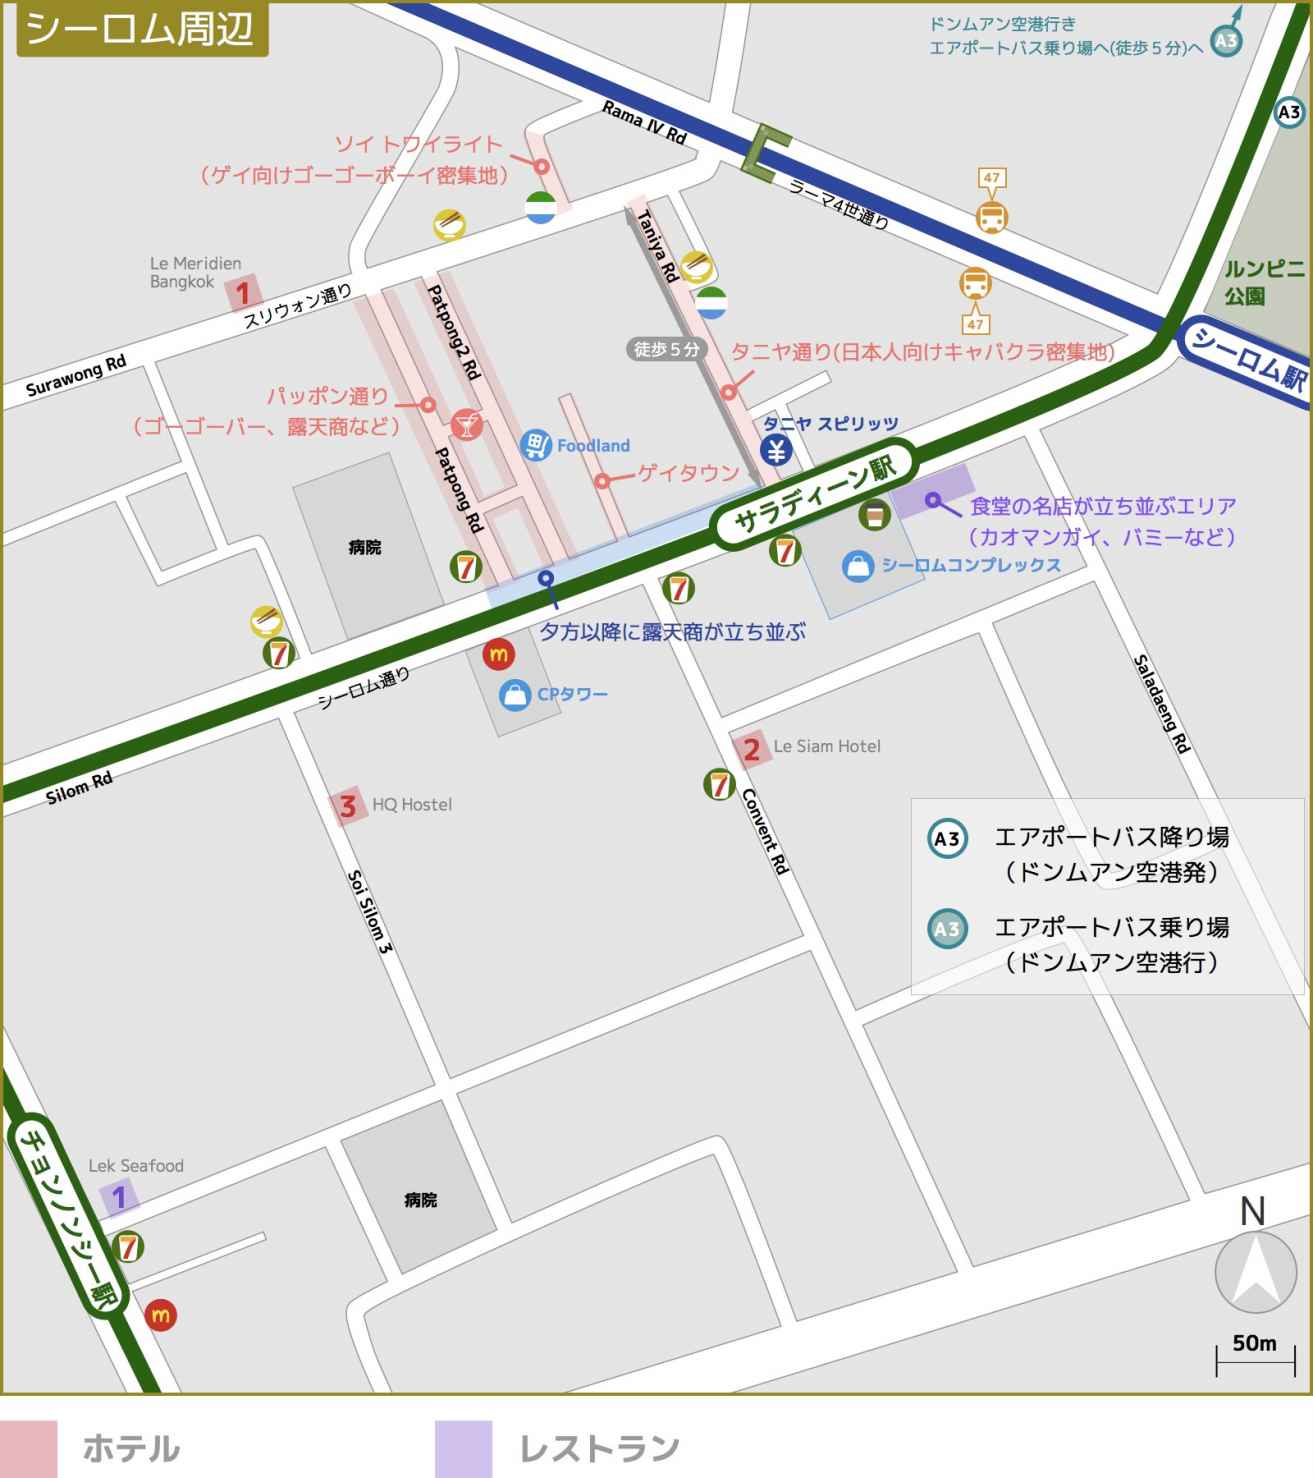 シーロム周辺
ドンムアン空港行き
エアポートバス乗り場へ(徒歩５分)へ
A3
A3
Rama IV Rd
ソイ トワイライト
（ゲイ向けゴーゴーボーイ密集地）
ラーマ4世通り
47
47
Taniya Rd
Le Meridien
Bangkok
1
スリウォン通り
ルンピニ
公園
Patpong2 Rd
シーロム駅
徒歩５分
タニヤ通り(日本人向けキャバクラ密集地)
Surawong Rd
パッポン通り
（ゴーゴーバー、露天商など）
タニヤ スピリッツ
¥
Foodland
サラディーン駅
ゲイタウン
Patpong Rd
食堂の名店が立ち並ぶエリア
（カオマンガイ、バミーなど）
病院
7
7
シーロムコンプレックス
7
夕方以降に露天商が立ち並ぶ
7
m
シーロム通り
CPタワー
Saladaeng Rd
2
Le Siam Hotel
Silom Rd
7
3
HQ Hostel
Convent Rd
A3
エアポートバス降り場
（ドンムアン空港発）
Soi Silom 3
A3
エアポートバス乗り場
（ドンムアン空港行）
チョンノンシー駅
Lek Seafood
1
病院
7
m
N
50m
ホテル
レストラン